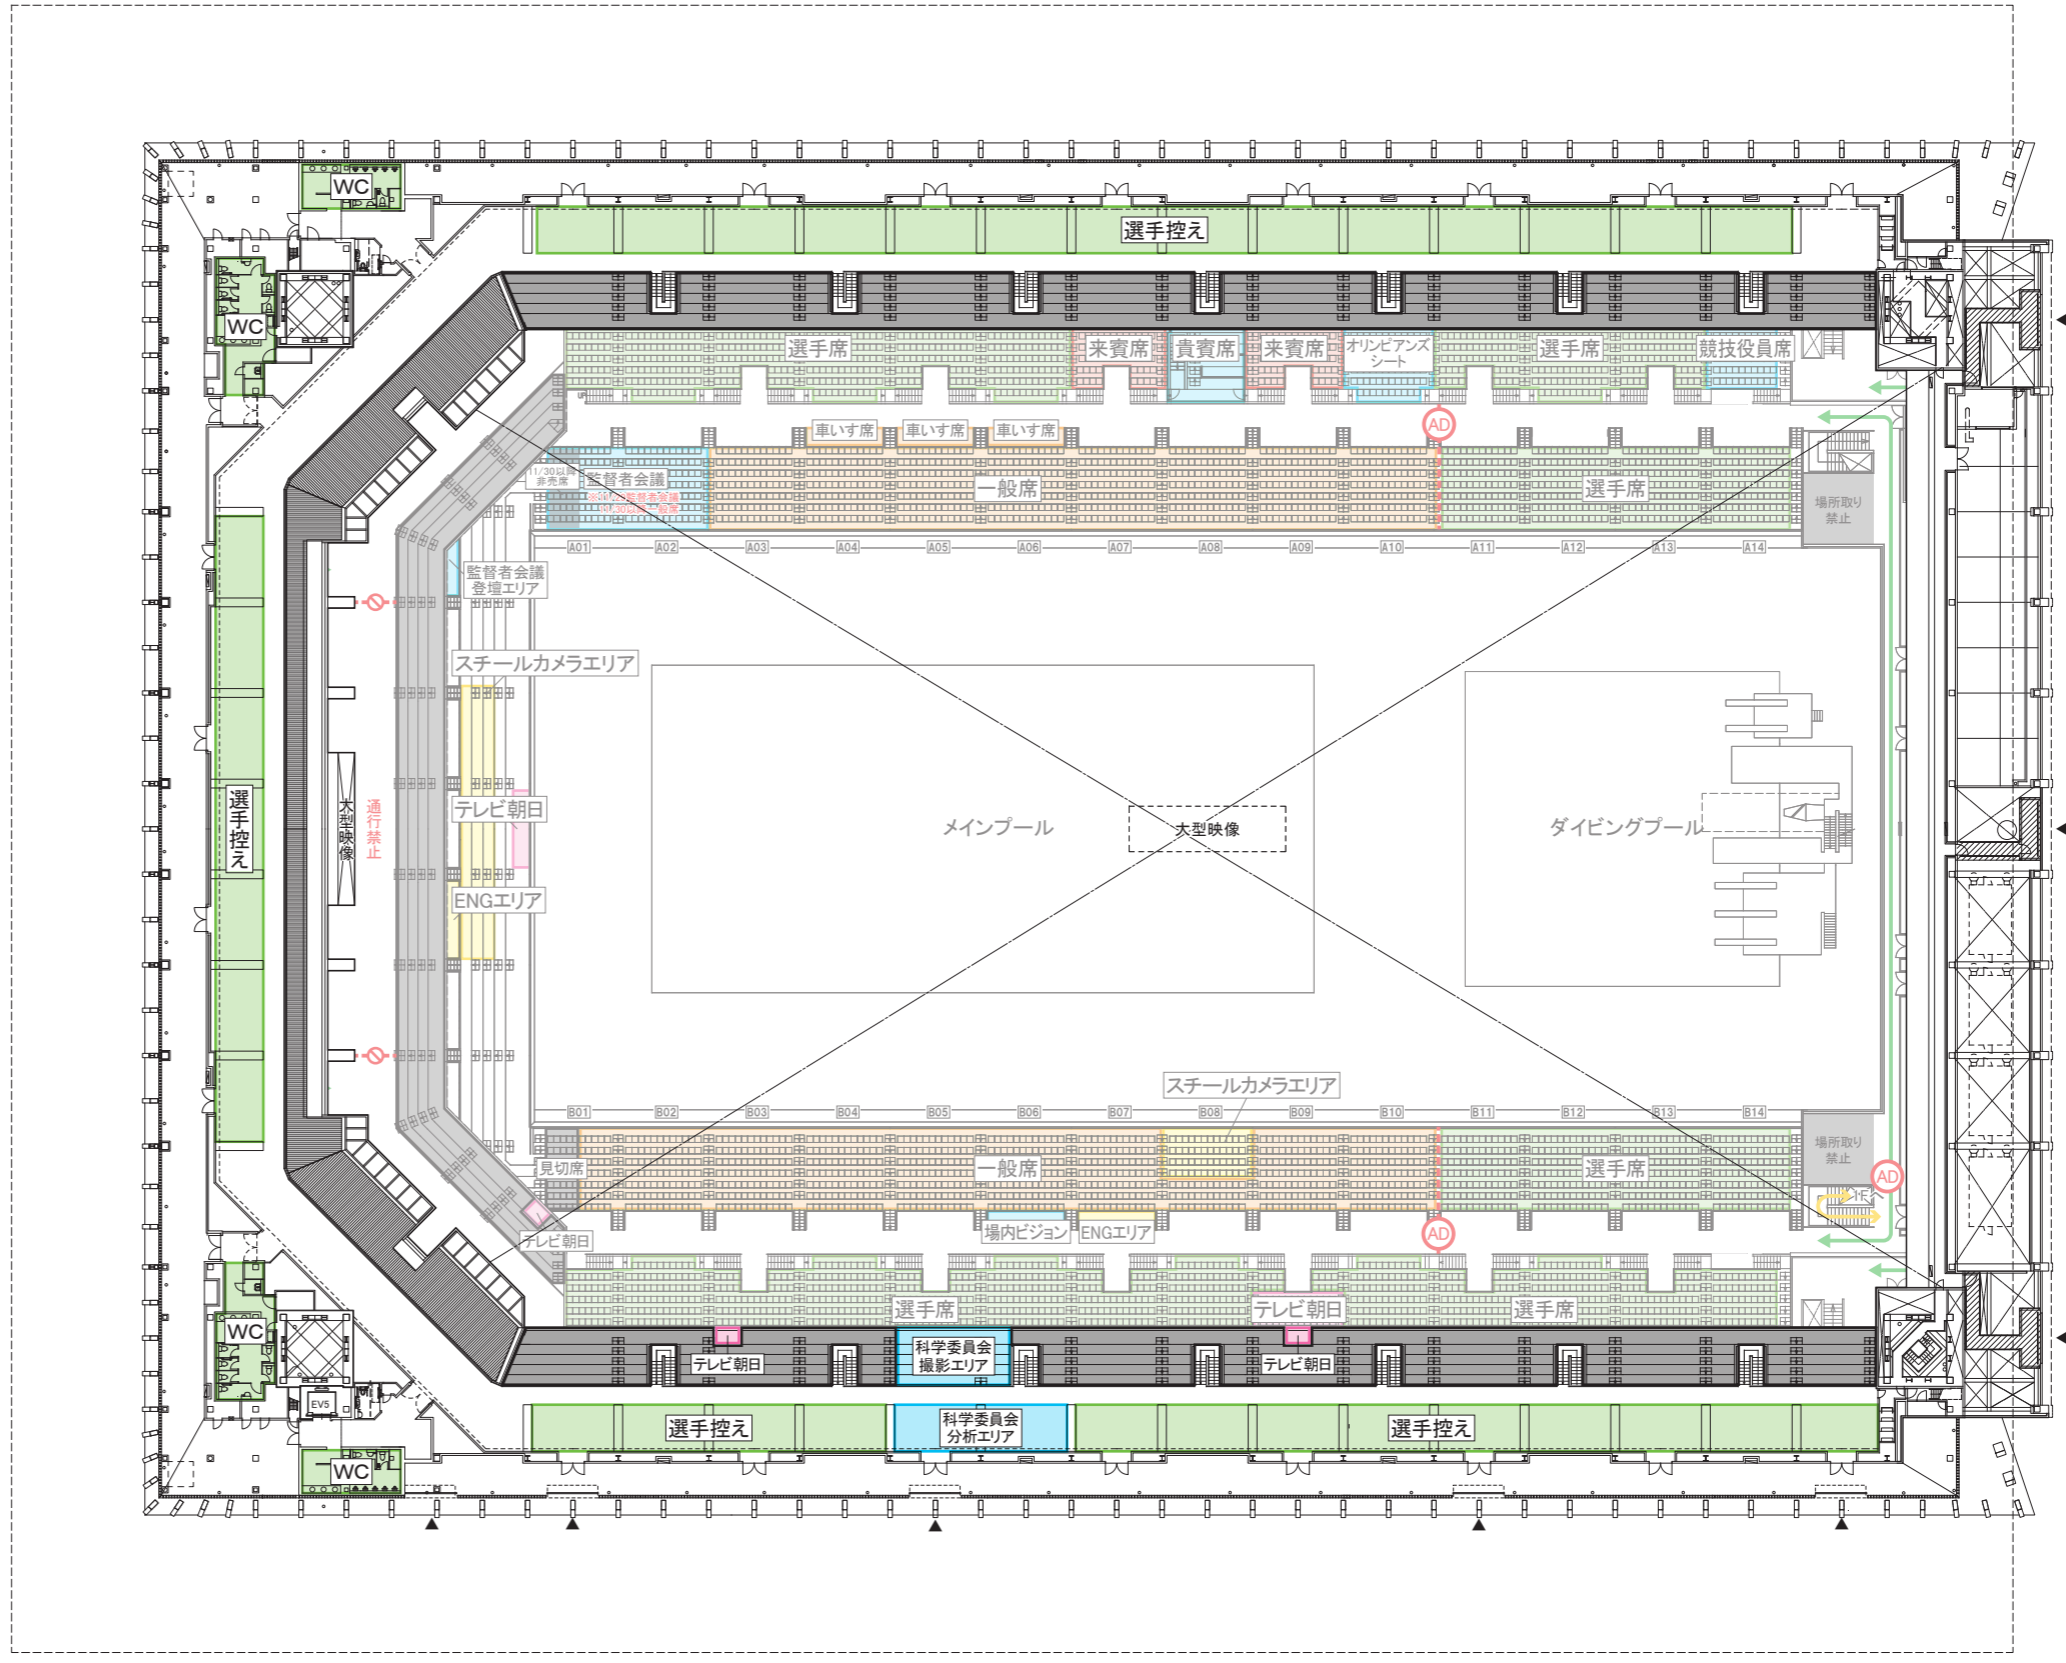 WC
選手控え
WC
選手席
来賓席
貴賓席
来賓席
オリンピアンズ
シート
選手席
競技役員席
UP
車いす席
車いす席
車いす席
AD
11/30以降
非売席
監督者会議
一般席
選手席
場所取り
禁止
A01
A02
A03
A04
A05
A06
A07
A08
A09
A10
A11
A12
A13
A14
監督者会議
登壇エリア
スチールカメラエリア
選手控え
大型映像
通行禁止
テレビ朝日
メインプール
大型映像
ダイビングプール
ENGエリア
スチールカメラエリア
B01
B02
B03
B04
B05
B06
B07
B08
B09
B10
B11
B12
B13
B14
見切席
一般席
選手席
場所取り
禁止
AD
1Fへ
テレビ朝日
場内ビジョン
ENGエリア
AD
選手席
テレビ朝日
選手席
WC
テレビ朝日
科学委員会
撮影エリア
テレビ朝日
EV5
選手控え
科学委員会
分析エリア
選手控え
WC